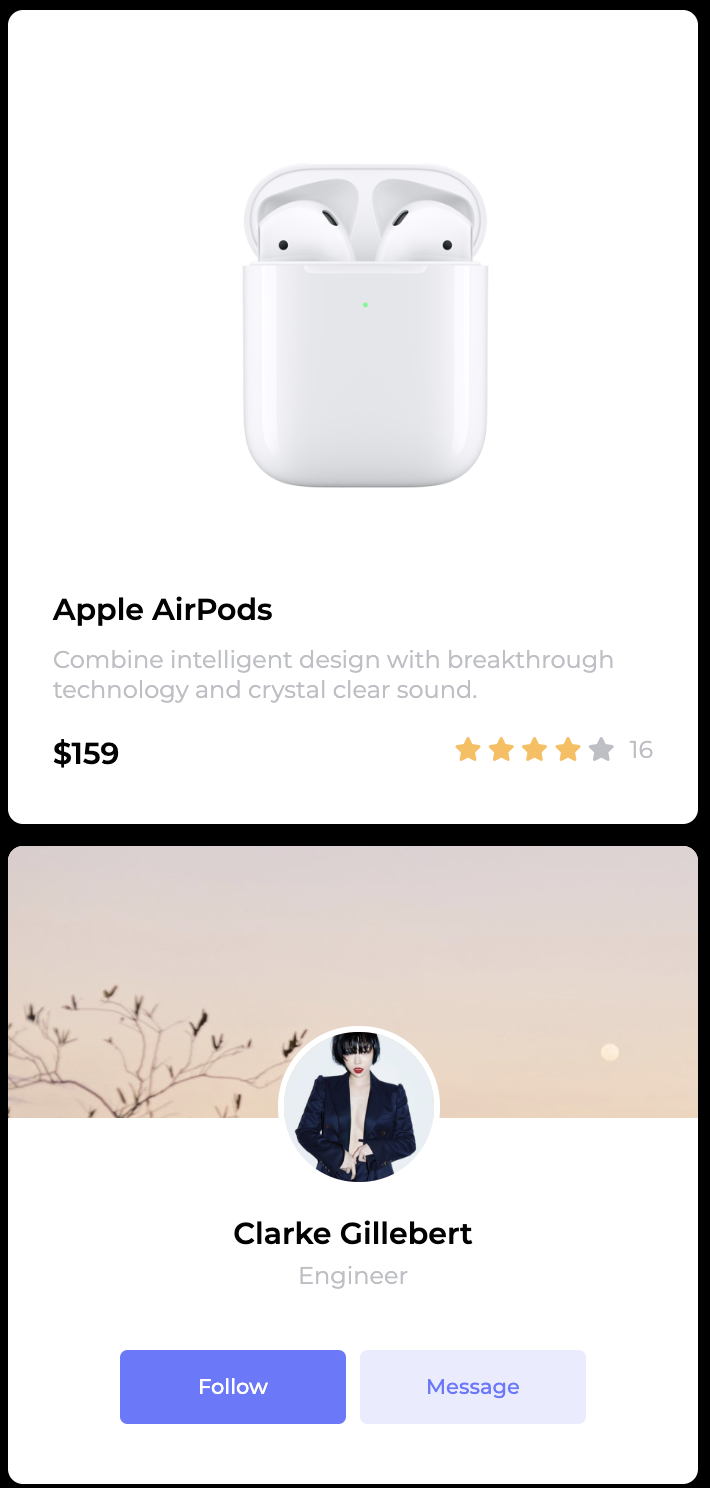 Apple AirPods
Combine intelligent design with breakthrough
technology and crystal clear sound.
$159
16
Clarke Gillebert
Engineer
Follow
Message